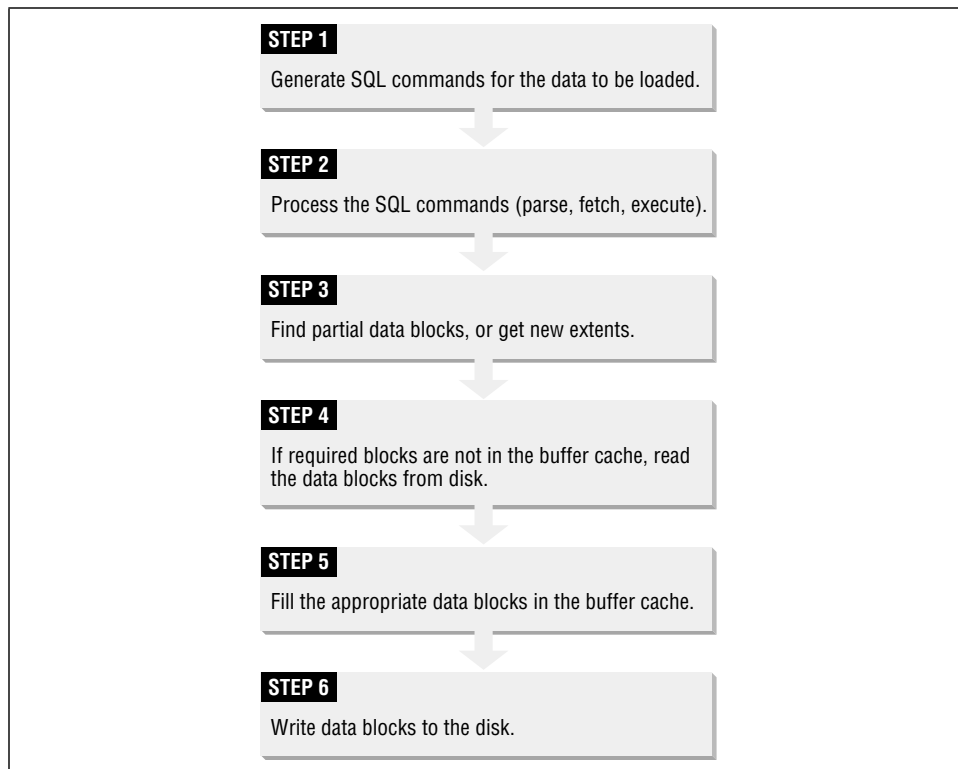 STEP 1
Generate SQL commands for the data to be loaded.
STEP 2
Process the SQL commands (parse, fetch, execute).
STEP 3
Find partial data blocks, or get new extents.
STEP 4
If required blocks are not in the buffer cache, read
the data blocks from disk.
STEP 5
Fill the appropriate data blocks in the buffer cache.
STEP 6
Write data blocks to the disk.